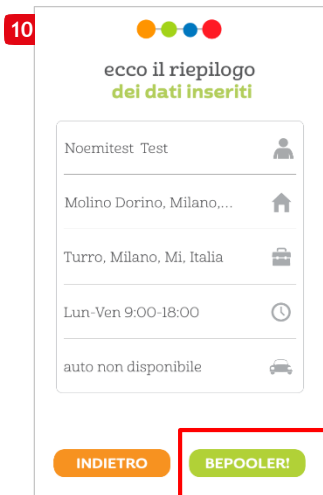 10
ecco il riepilogo
dei dati inseriti
Noemitest Test
Molino Dorino, Milano,...
Turro, Milano, Mi, Italia
Lun-Ven 9:00-18:00
auto non disponibile
INDIETRO
BEPOOLER!